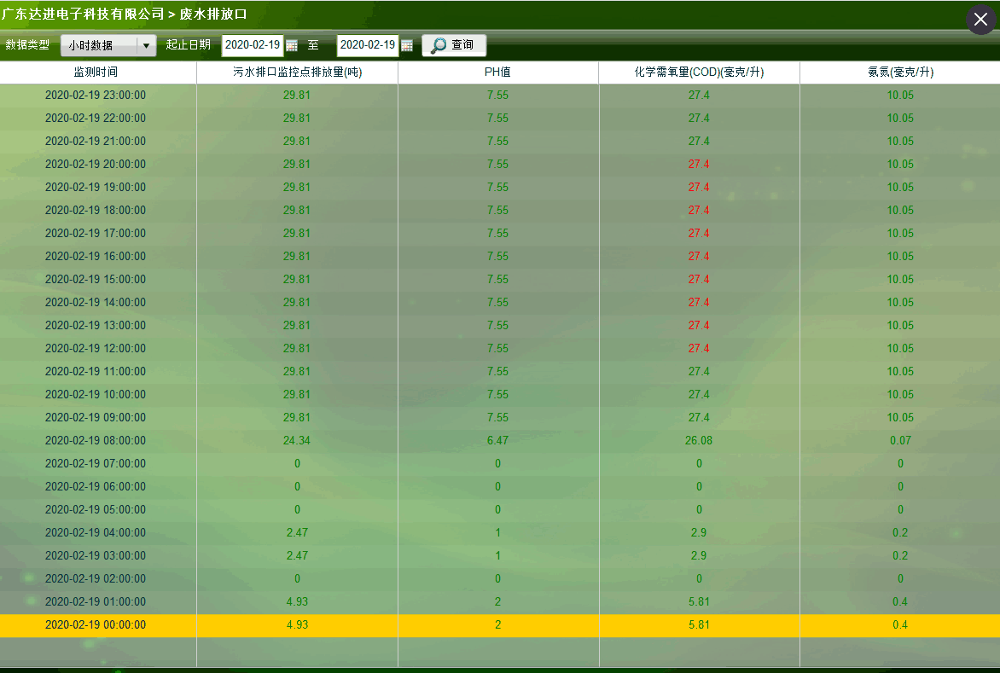 广东达进电子科技有限公司 > 废水排放口
数据类型 小时数据 起止日期 2020-02-19 至 2020-02-19 查询
监测时间 污水排口监控点排放量(吨) PH值 化学需氧量(COD)(毫克/升) 氨氮(毫克/升)
2020-02-19 23:00:00 29.81 7.55 27.4 10.05
2020-02-19 22:00:00 29.81 7.55 27.4 10.05
2020-02-19 21:00:00 29.81 7.55 27.4 10.05
2020-02-19 20:00:00 29.81 7.55 27.4 10.05
2020-02-19 19:00:00 29.81 7.55 27.4 10.05
2020-02-19 18:00:00 29.81 7.55 27.4 10.05
2020-02-19 17:00:00 29.81 7.55 27.4 10.05
2020-02-19 16:00:00 29.81 7.55 27.4 10.05
2020-02-19 15:00:00 29.81 7.55 27.4 10.05
2020-02-19 14:00:00 29.81 7.55 27.4 10.05
2020-02-19 13:00:00 29.81 7.55 27.4 10.05
2020-02-19 12:00:00 29.81 7.55 27.4 10.05
2020-02-19 11:00:00 29.81 7.55 27.4 10.05
2020-02-19 10:00:00 29.81 7.55 27.4 10.05
2020-02-19 09:00:00 29.81 7.55 27.4 10.05
2020-02-19 08:00:00 24.34 6.47 26.08 0.07
2020-02-19 07:00:00 0 0 0 0
2020-02-19 06:00:00 0 0 0 0
2020-02-19 05:00:00 0 0 0 0
2020-02-19 04:00:00 2.47 1 2.9 0.2
2020-02-19 03:00:00 2.47 1 2.9 0.2
2020-02-19 02:00:00 0 0 0 0
2020-02-19 01:00:00 4.93 2 5.81 0.4
2020-02-19 00:00:00 4.93 2 5.81 0.4